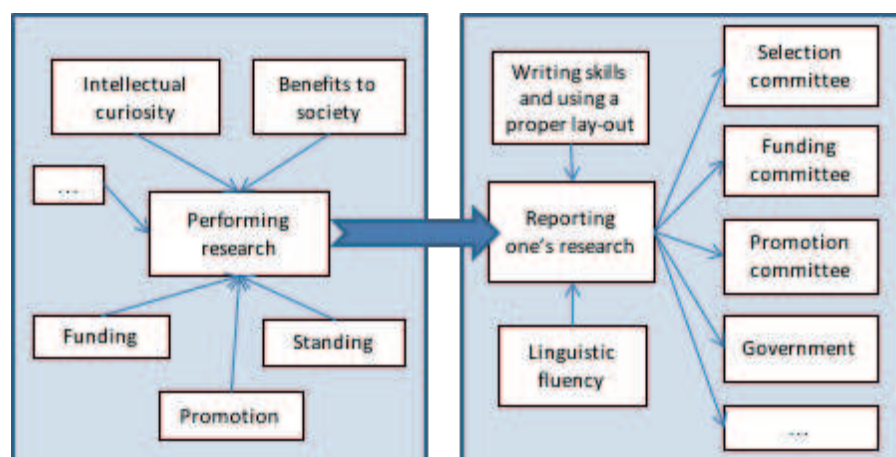 Intellectual
curiosity
Benefits to
society
...
Performing
research
Funding
Standing
Promotion
Writing skills
and using a
proper lay-out
Reporting
one's research
Linguistic
fluency
Selection
committee
Funding
committee
Promotion
committee
Government
...